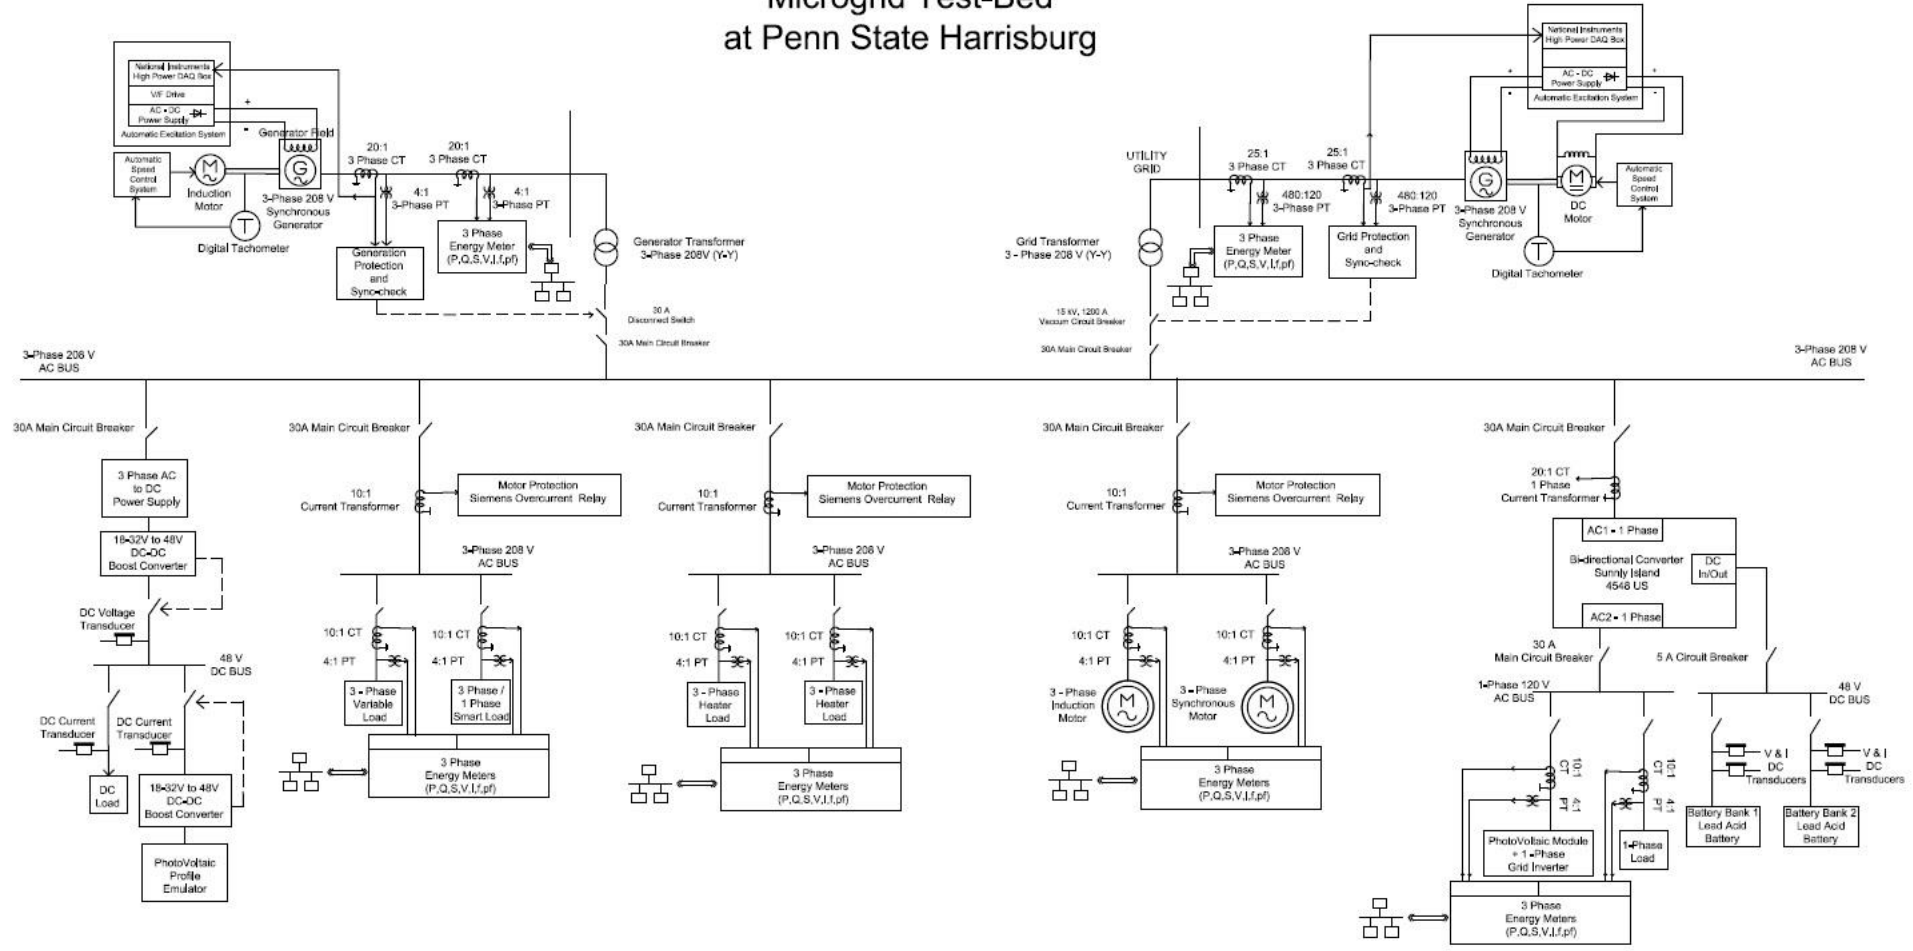 Microgrid Test-Bed
at Penn State Harrisburg
National Instruments
High Power DAQ Box
V/F Drive
AC - DC
Power Supply
Automatic Excitation System
+
-
Generator Field
Automatic
Speed
Control
System
M
Induction
Motor
G
3-Phase 208 V
Synchronous
Generator
T
Digital Tachometer
20:1
3 Phase CT
20:1
3 Phase CT
4:1
3-Phase PT
4:1
3-Phase PT
Generation
Protection
and
Sync-check
3 Phase
Energy Meter
(P,Q,S,V,I,f,pf)
Generator Transformer
3-Phase 208V (Y-Y)
30 A
Disconnect Switch
30A Main Circuit Breaker
UTILITY
GRID
25:1
3 Phase CT
25:1
3 Phase CT
480:120
3-Phase PT
480:120
3-Phase PT
Grid Transformer
3 - Phase 208 V (Y-Y)
3 Phase
Energy Meter
(P,Q,S,V,I,f,pf)
Grid Protection
and
Sync-check
15 kV, 1200 A
Vaccum Circuit Breaker
30A Main Circuit Breaker
National Instruments
High Power DAQ Box
AC - DC
Power Supply
Automatic Excitation System
+
-
+
-
G
3-Phase 208 V
Synchronous
Generator
M
DC
Motor
Automatic
Speed
Control
System
T
Digital Tachometer
3-Phase 208 V
AC BUS
3-Phase 208 V
AC BUS
30A Main Circuit Breaker
3 Phase AC
to DC
Power Supply
18-32V to 48V
DC-DC
Boost Converter
DC Voltage
Transducer
48 V
DC BUS
DC Current
Transducer
DC Current
Transducer
DC
Load
18-32V to 48V
DC-DC
Boost Converter
PhotoVoltaic
Profile
Emulator
30A Main Circuit Breaker
10:1
Current Transformer
Motor Protection
Siemens Overcurrent Relay
3-Phase 208 V
AC BUS
10:1 CT
10:1 CT
4:1 PT
4:1 PT
3 - Phase
Variable
Load
3 Phase /
1 Phase
Smart Load
3 Phase
Energy Meters
(P,Q,S,V,I,f,pf)
30A Main Circuit Breaker
10:1
Current Transformer
Motor Protection
Siemens Overcurrent Relay
3-Phase 208 V
AC BUS
10:1 CT
10:1 CT
4:1 PT
4:1 PT
3 - Phase
Heater
Load
3 - Phase
Heater
Load
3 Phase
Energy Meters
(P,Q,S,V,I,f,pf)
30A Main Circuit Breaker
10:1
Current Transformer
Motor Protection
Siemens Overcurrent Relay
3-Phase 208 V
AC BUS
10:1 CT
10:1 CT
4:1 PT
4:1 PT
3 - Phase
Induction
Motor
M
3 - Phase
Synchronous
Motor
M
3 Phase
Energy Meters
(P,Q,S,V,I,f,pf)
30A Main Circuit Breaker
20:1 CT
1 Phase
Current Transformer
AC1 - 1 Phase
Bi-directional Converter
Sunnly Island
4548 US
DC
In/Out
AC2 - 1 Phase
30 A
Main Circuit Breaker
5 A Circuit Breaker
1-Phase 120 V
AC BUS
48 V
DC BUS
10:1
CT
4:1
PT
10:1
CT
4:1
PT
V & I
DC
Transducers
V & I
DC
Transducers
PhotoVoltaic Module
+ 1-Phase
Grid Inverter
1-Phase
Load
Battery Bank 1
Lead Acid
Battery
Battery Bank 2
Lead Acid
Battery
3 Phase
Energy Meters
(P,Q,S,V,I,f,pf)